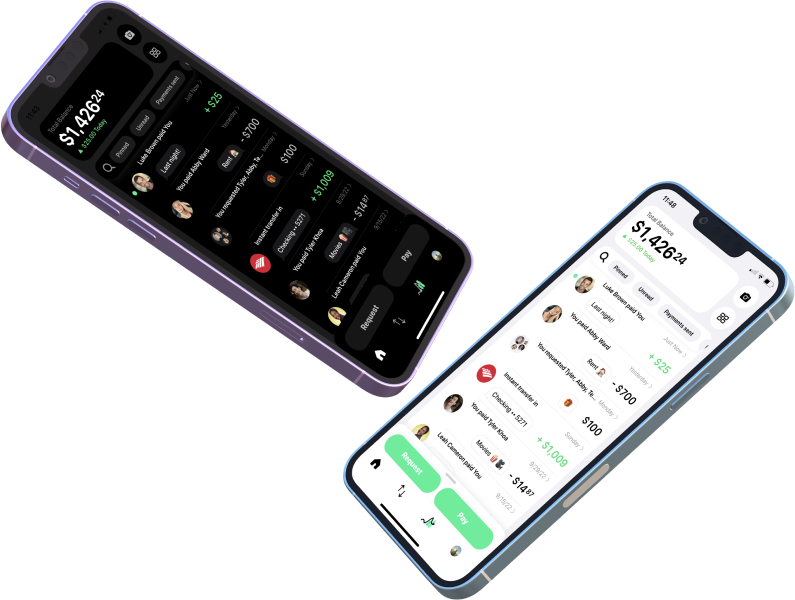 11:43
Total Balance
$1,426.24
▲ $25.00 Today
Pinned
Unread
Payments sent
Luke Brown paid You
Just Now
Last night!
+ $25
You paid Abby Ward
Yesterday
Rent
- $700
You requested Tyler, Abby, Te...
Monday
$100
Instant transfer in
Sunday
Checking •• 5271
+ $1,009
You paid Tyler Khea
9/29/22
Movies
- $14.87
Leah Cameron paid You
9/18/22
Request
Pay
11:48
Total Balance
$1,426.24
▲ $25.00 Today
Pinned
Unread
Payments sent
Luke Brown paid You
Just Now
Last night!
+ $25
You paid Abby Ward
Yesterday
Rent
- $700
You requested Tyler, Abby, Te...
Monday
$100
Instant transfer in
Sunday
Checking •• 5271
+ $1,009
You paid Tyler Khea
9/29/22
Movies
- $14.87
Leah Cameron paid You
9/18/22
Request
Pay